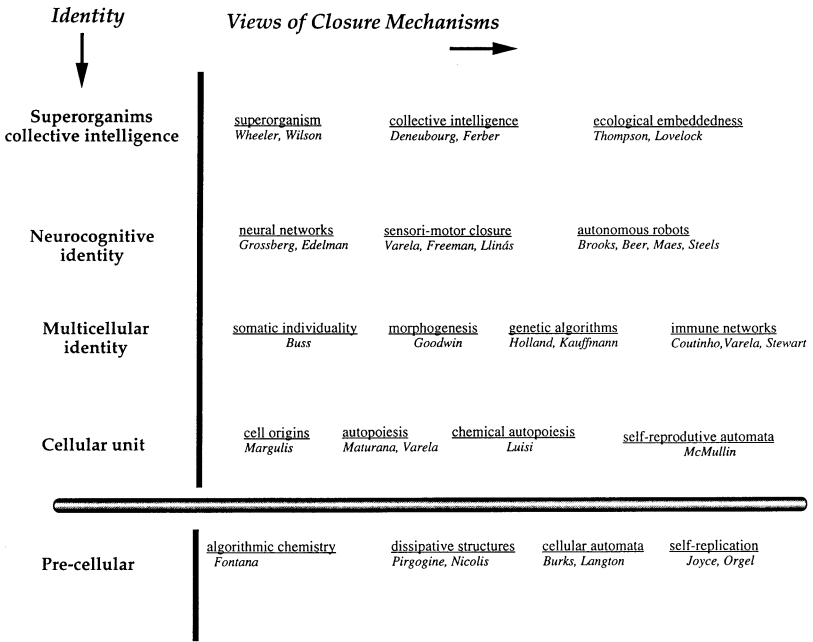 Identity
Views of Closure Mechanisms
Superorganims
collective intelligence
superorganism
Wheeler, Wilson
collective intelligence
Deneubourg, Ferber
ecological embeddedness
Thompson, Lovelock
Neurocognitive
identity
neural networks
Grossberg, Edelman
sensori-motor closure
Varela, Freeman, Llinás
autonomous robots
Brooks, Beer, Maes, Steels
Multicellular
identity
somatic individuality
Buss
morphogenesis
Goodwin
genetic algorithms
Holland, Kauffmann
immune networks
Coutinho,Varela, Stewart
Cellular unit
cell origins
Margulis
autopoiesis
Maturana, Varela
chemical autopoiesis
Luisi
self-reprodutive automata
McMullin
Pre-cellular
algorithmic chemistry
Fontana
dissipative structures
Pirgogine, Nicolis
cellular automata
Burks, Langton
self-replication
Joyce, Orgel